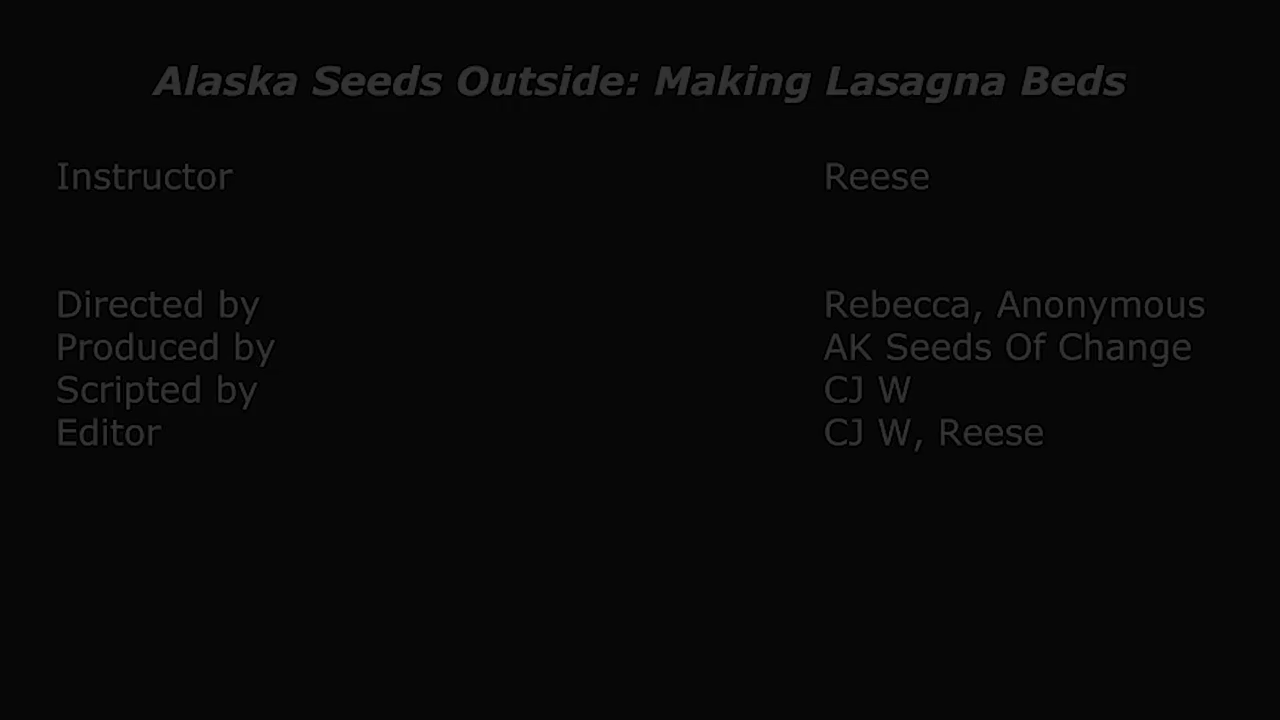 Alaska Seeds Outside: Making Lasagna Beds
Instructor Reese
Directed by Rebecca, Anonymous
Produced by AK Seeds Of Change
Scripted by CJ W
Editor CJ W, Reese